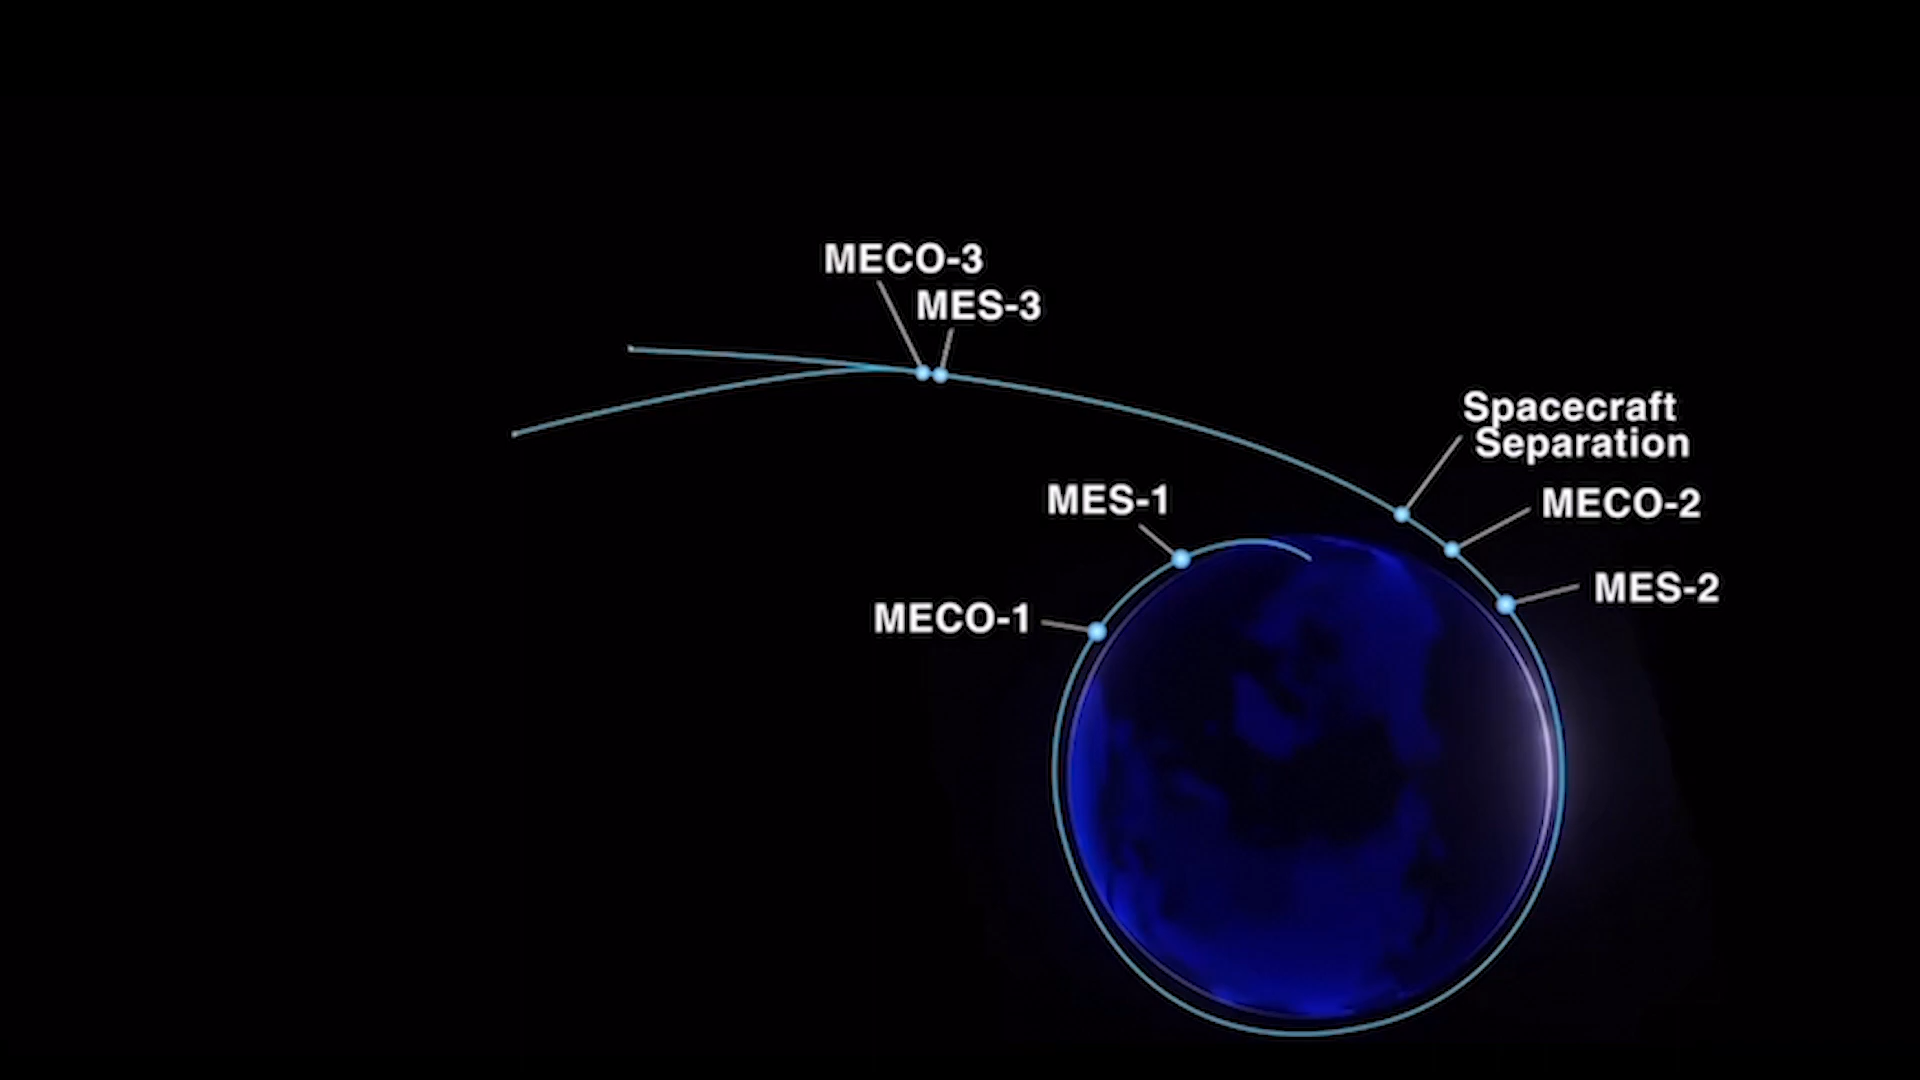 MECO-3
MES-3
Spacecraft
Separation
MES-1
MECO-2
MES-2
MECO-1